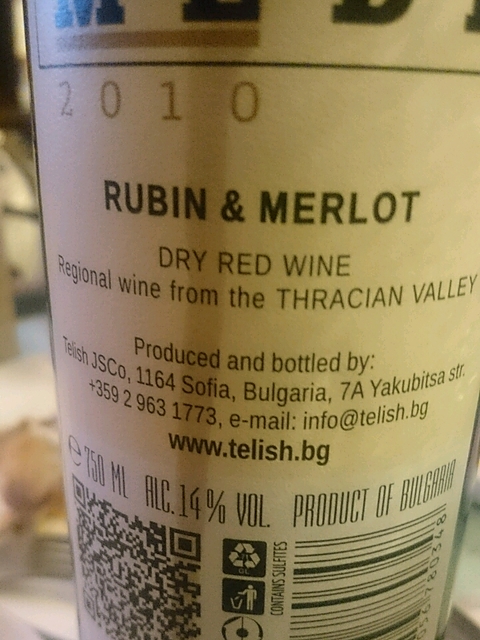 2010
RUBIN & MERLOT
DRY RED WINE
Regional wine from the THRACIAN VALLEY
Produced and bottled by:
Telish JSCo, 1164 Sofia, Bulgaria, 7A Yakubitsa str.
+359 2 963 1773, e-mail: info@telish.bg
www.telish.bg
℮ 750 ML ALC.14% VOL. PRODUCT OF BULGARIA
GL
CONTAINS SULFITES